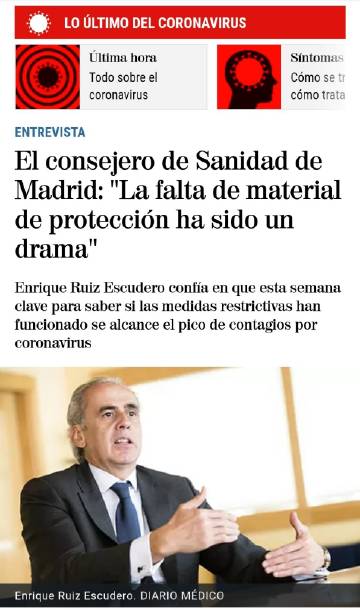 LO ÚLTIMO DEL CORONAVIRUS
Última hora
Todo sobre el
coronavirus
Síntomas
Cómo se tr
cómo trata
ENTREVISTA
El consejero de Sanidad de
Madrid: "La falta de material
de protección ha sido un
drama"
Enrique Ruiz Escudero confía en que esta semana
clave para saber si las medidas restrictivas han
funcionado se alcance el pico de contagios por
coronavirus
Enrique Ruiz Escudero. DIARIO MÉDICO